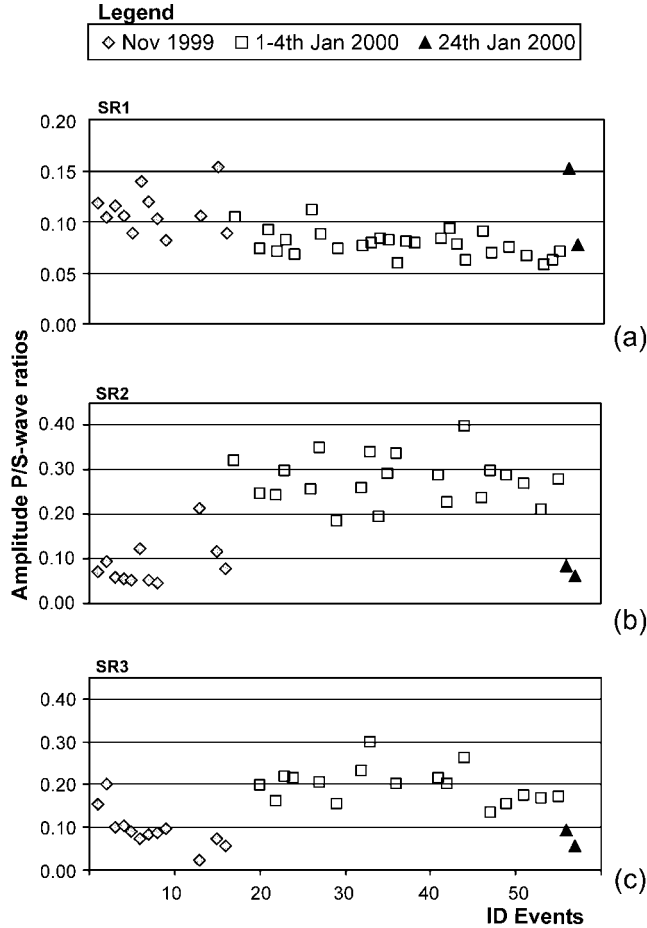 Legend
Nov 1999 1-4th Jan 2000 24th Jan 2000
SR1
0.20
0.15
0.10
0.05
0.00
(a)
SR2
0.40
0.30
0.20
0.10
0.00
(b)
SR3
0.40
0.30
0.20
0.10
0.00
10 20 30 40 50
(c)
ID Events
Amplitude P/S-wave ratios